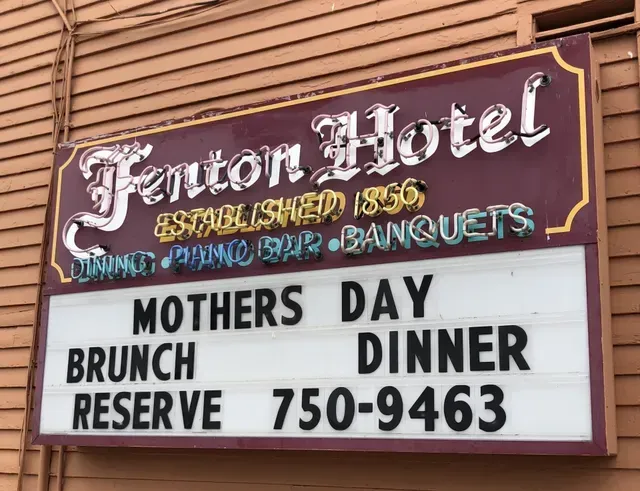 Fenton Hotel
ESTABLISHED 1856
DINING • PIANO BAR • BANQUETS
MOTHERS DAY
BRUNCH DINNER
RESERVE 750-9463